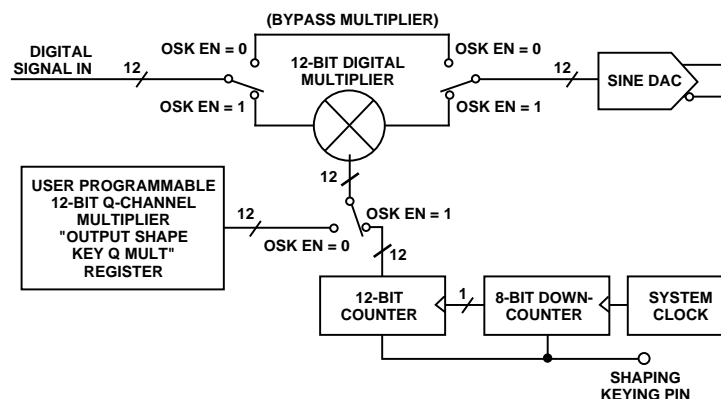 (BYPASS MULTIPLIER)
DIGITAL
SIGNAL IN
12
OSK EN = 0
OSK EN = 1
12-BIT DIGITAL
MULTIPLIER
OSK EN = 0
OSK EN = 1
12
SINE DAC
12
USER PROGRAMMABLE
12-BIT Q-CHANNEL
MULTIPLIER
"OUTPUT SHAPE
KEY Q MULT"
REGISTER
12
OSK EN = 0
OSK EN = 1
12
12-BIT
COUNTER
1
8-BIT DOWN-
COUNTER
SYSTEM
CLOCK
SHAPING
KEYING PIN